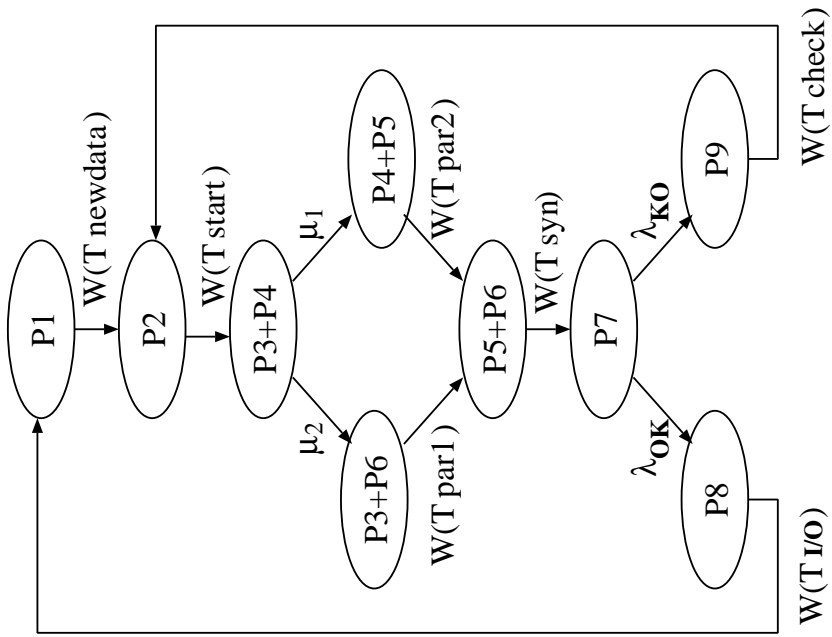 P1
W(T newdata)
P2
W(T start)
P3+P4
μ2
μ1
P3+P6
P4+P5
W(T par1)
W(T par2)
P5+P6
W(T syn)
P7
λOK
λKO
P8
P9
W(T I/O)
W(T check)